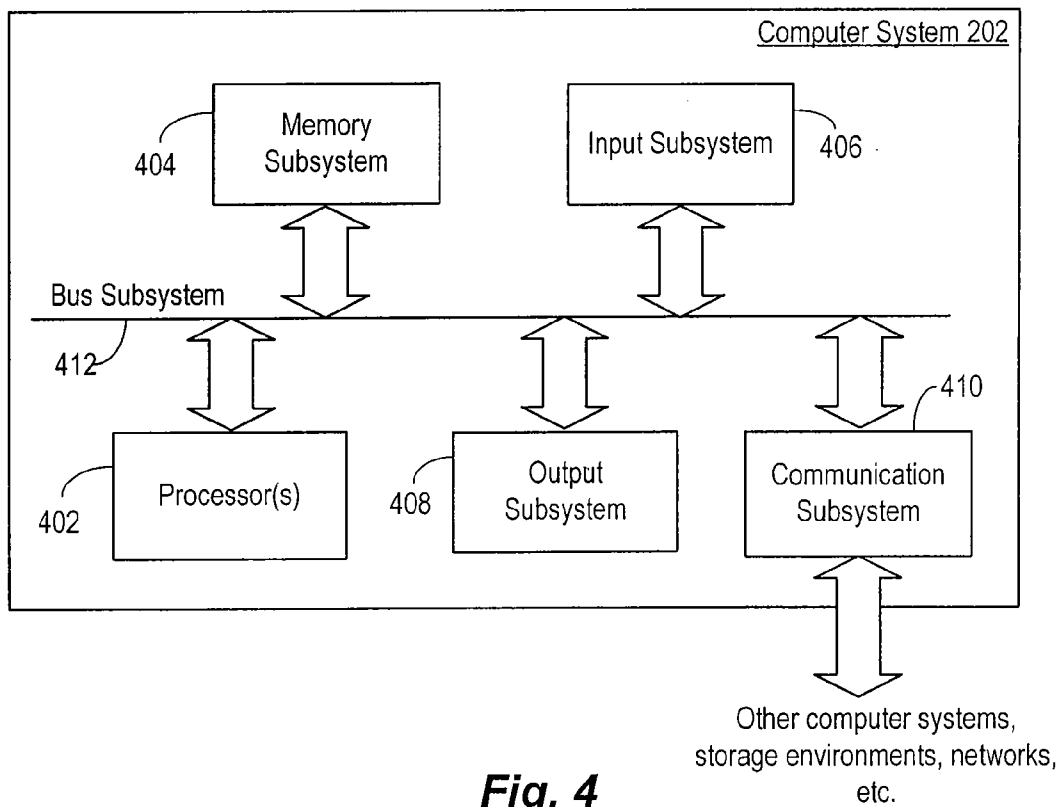 Computer System 202
Memory
Subsystem
404
Input Subsystem
406
Bus Subsystem
412
410
Processor(s)
402
Output
Subsystem
408
Communication
Subsystem
Other computer systems,
storage environments, networks,
etc.
Fig. 4